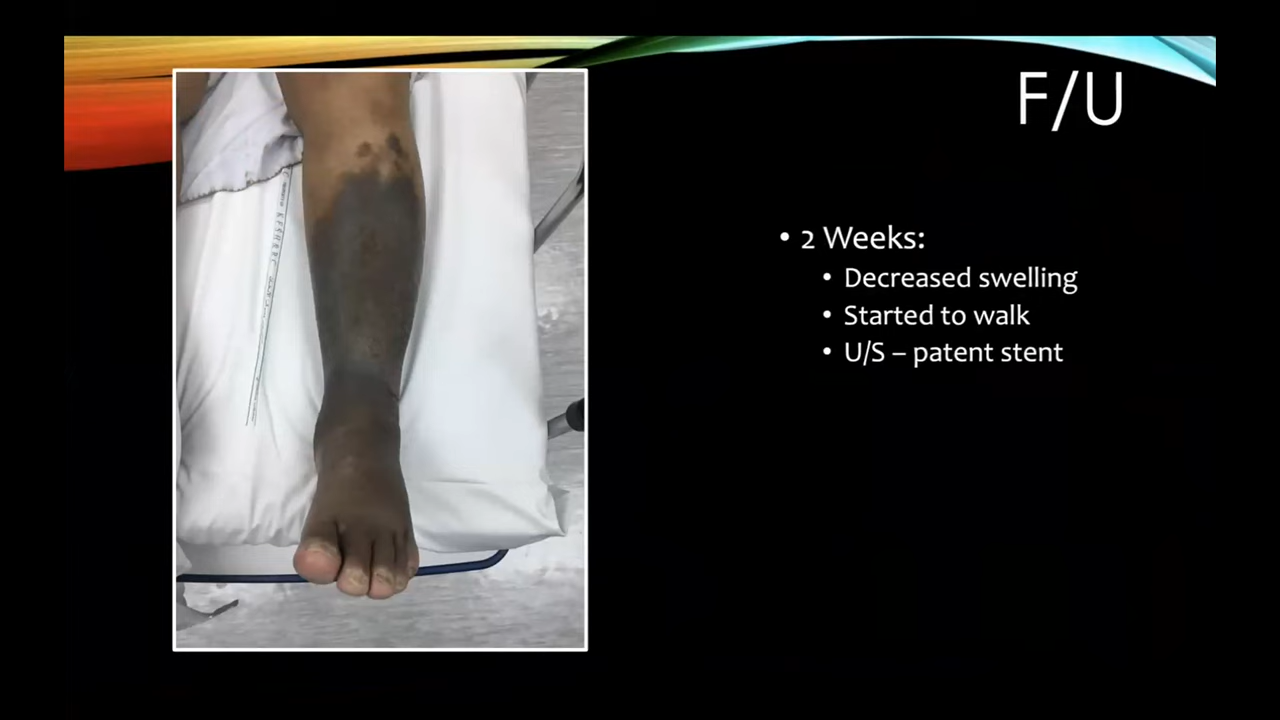 F/U
• 2 Weeks:
• Decreased swelling
• Started to walk
• U/S – patent stent